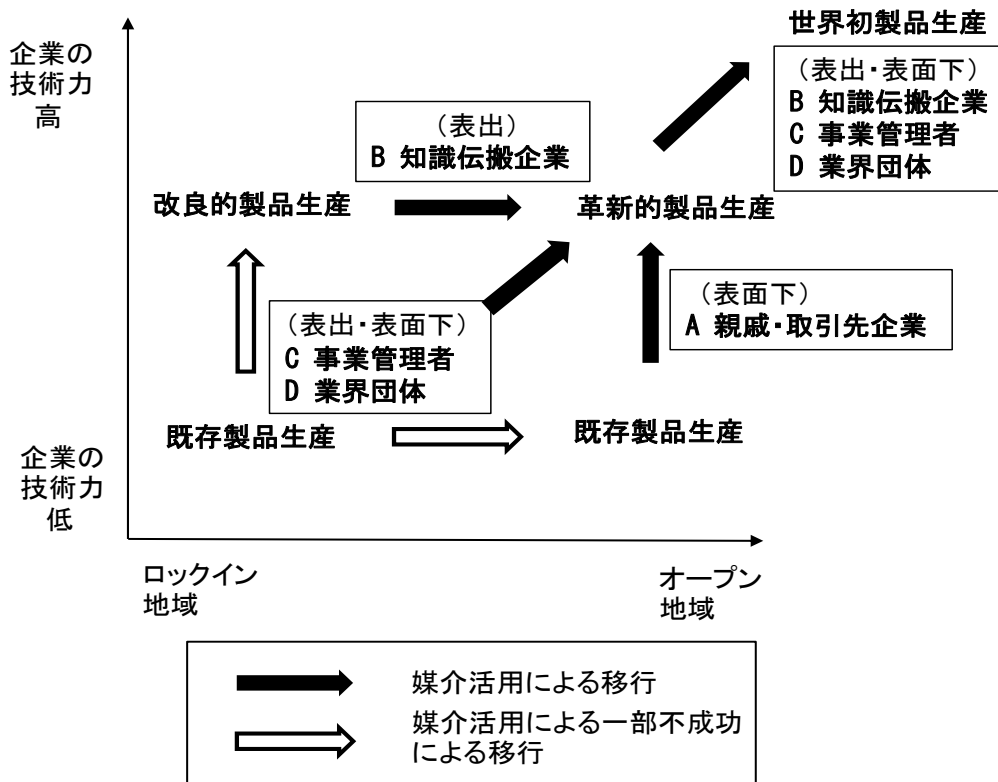 世界初製品生産
企業の
技術力
高
（表出・表面下）
B 知識伝搬企業
C 事業管理者
D 業界団体
（表出）
B 知識伝搬企業
改良的製品生産
革新的製品生産
（表出・表面下）
C 事業管理者
D 業界団体
（表面下）
A 親戚・取引先企業
既存製品生産
既存製品生産
企業の
技術力
低
ロックイン
地域
オープン
地域
媒介活用による移行
媒介活用による一部不成功
による移行